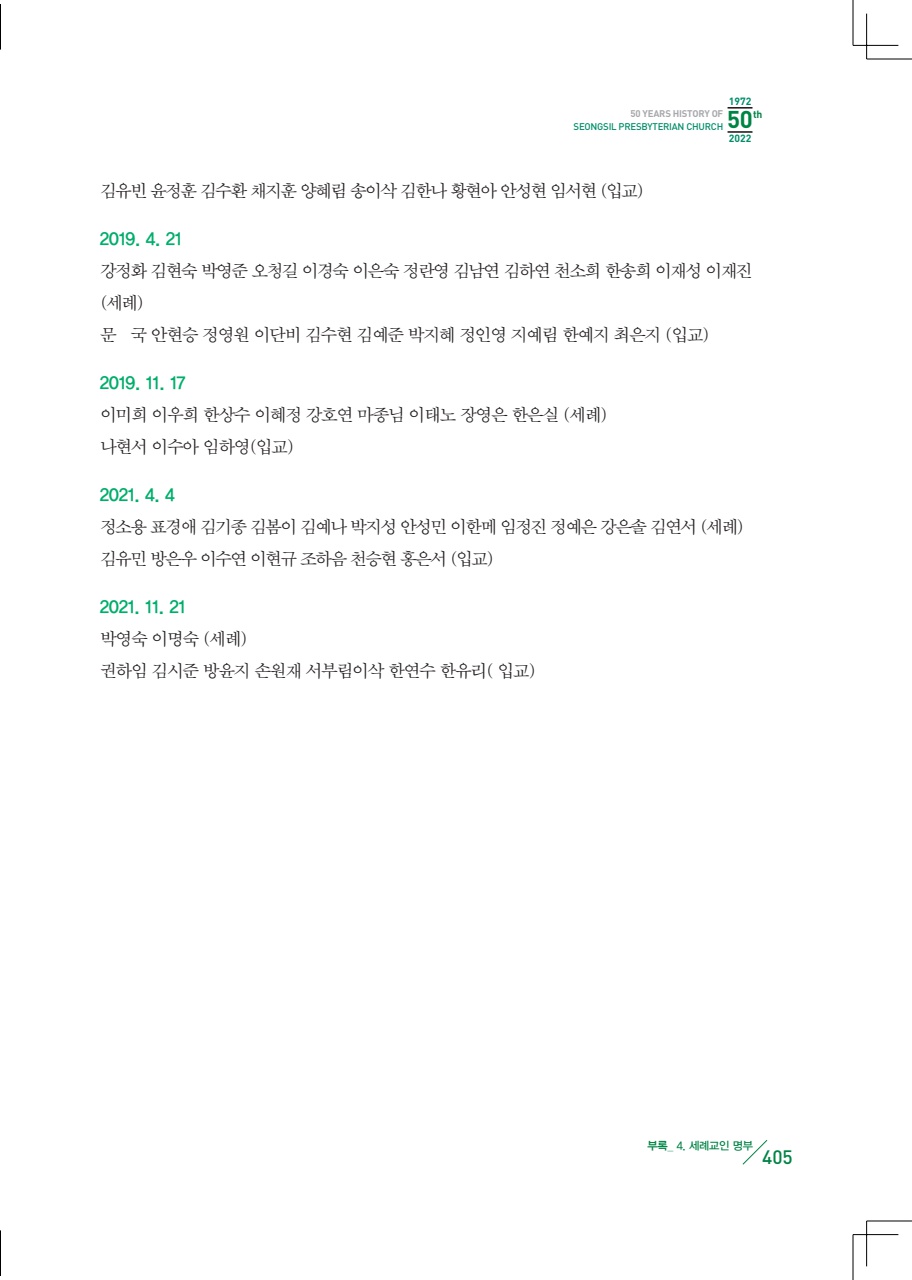 50 YEARS HISTORY OF
SEONGSIL PRESBYTERIAN CHURCH
1972
50th
2022
김유빈 윤정훈 김수환 채지훈 양혜림 송이삭 김한나 황현아 안성현 임서현 (입교)
2019. 4. 21
강정화 김현숙 박영준 오청길 이경숙 이은숙 정란영 김남연 김하연 천소희 한송희 이재성 이재진
(세례)
문 국 안현승 정영원 이단비 김수현 김예준 박지혜 정인영 지예림 한예지 최은지 (입교)
2019. 11. 17
이미희 이우희 한상수 이혜정 강호연 마종님 이태노 장영은 한은실 (세례)
나현서 이수아 임하영(입교)
2021. 4. 4
정소용 표경애 김기종 김봄이 김예나 박지성 안성민 이한메 임정진 정예은 강은솔 김연서 (세례)
김유민 방은우 이수연 이현규 조하음 천승현 홍은서 (입교)
2021. 11. 21
박영숙 이명숙 (세례)
권하임 김시준 방윤지 손원재 서부림이삭 한연수 한유리( 입교)
부록_ 4. 세례교인 명부
405